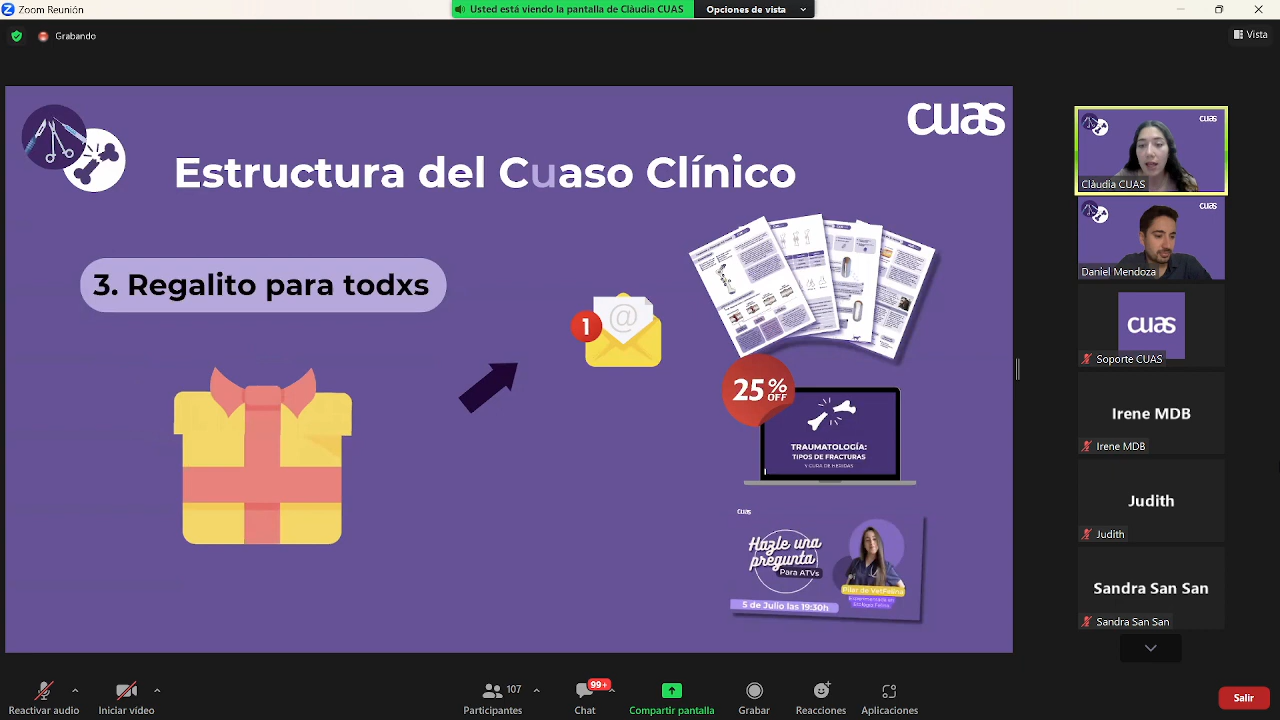 Zoom Reunión
Usted está viendo la pantalla de Clàudia CUAS
Opciones de vista
Grabando
Vista
cuas
Estructura del Cuaso Clínico
3. Regalito para todxs
1
@
25%
OFF
TRAUMATOLOGÍA:
TIPOS DE FRACTURAS
Y CURA DE HERIDAS
cuas
Hazle una
pregunta
Para ATVs
Pilar de VetFelina
5 de Julio las 19:30h
cuas
Clàudia CUAS
cuas
Daniel Mendoza
cuas
Soporte CUAS
Irene MDB
Irene MDB
Judith
Judith
Sandra San San
Sandra San San
Reactivar audio
Iniciar vídeo
107
Participantes
99+
Chat
Compartir pantalla
Grabar
Reacciones
Aplicaciones
Salir